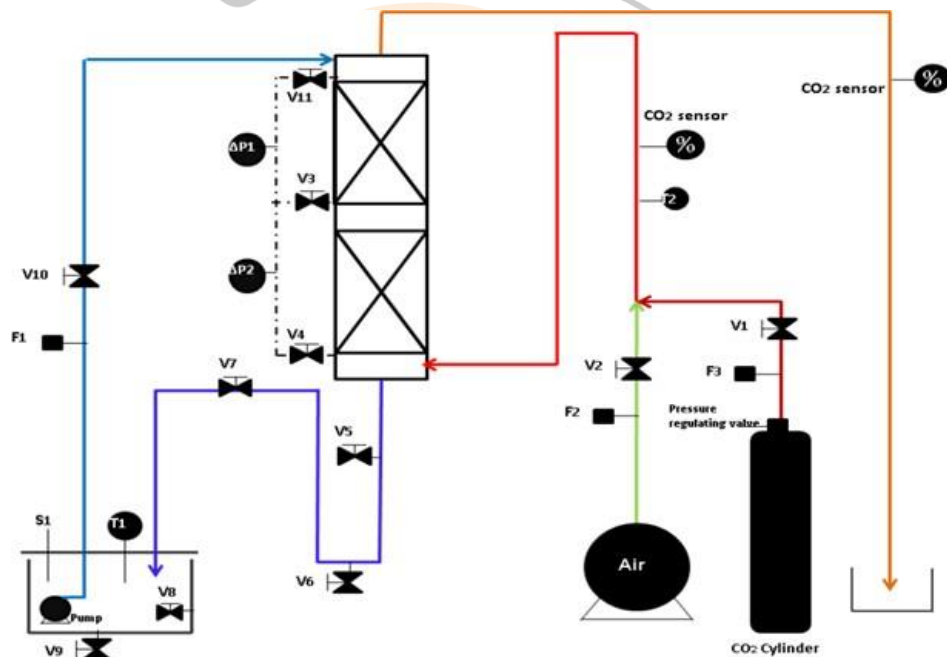 CO2 sensor
%
V11
CO2 sensor
%
ΔP1
V3
T2
V10
ΔP2
F1
V1
V4
V7
V2
F3
F2
Pressure
regulating valve
V5
S1
T1
Air
V6
V8
Pump
V9
CO2 Cylinder